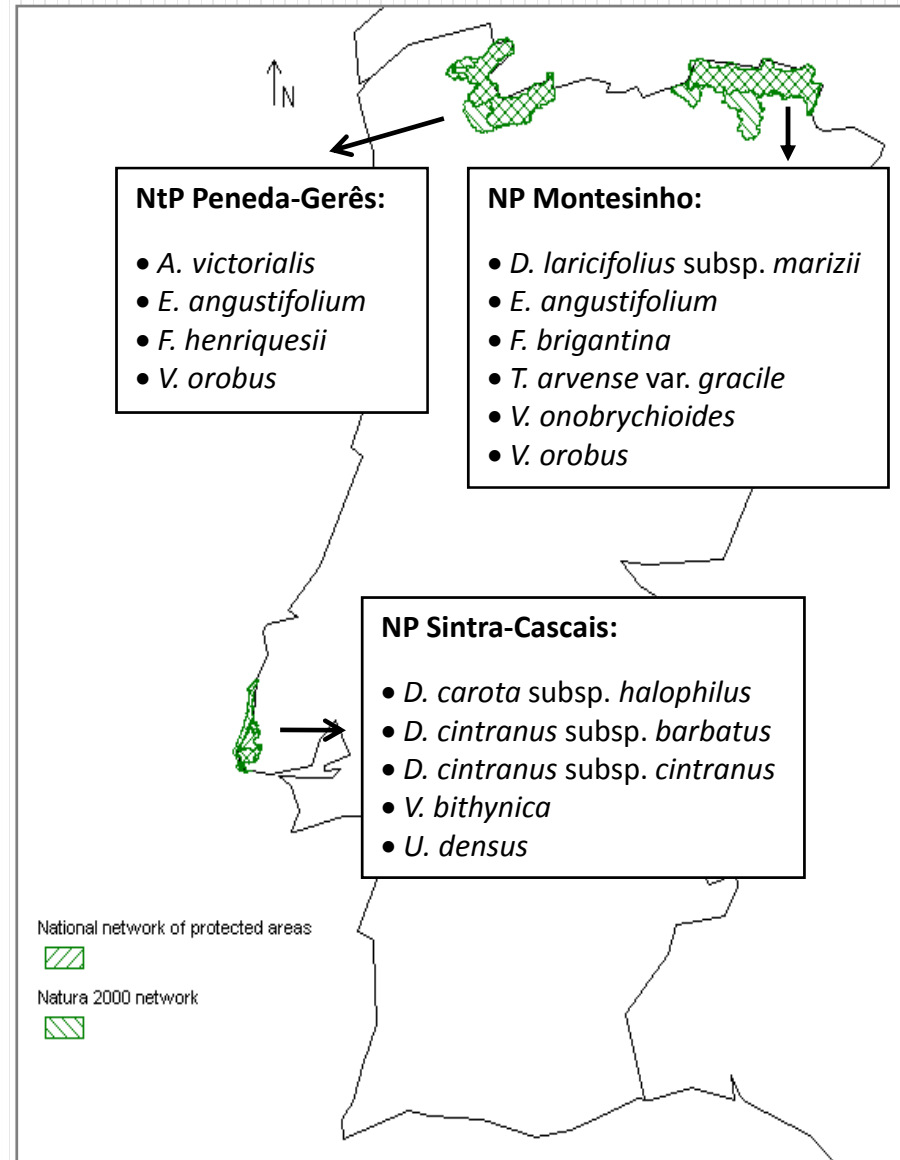 N
NtP Peneda-Gerês:
• A. victorialis
• E. angustifolium
• F. henriquesii
• V. orobus
NP Montesinho:
• D. laricifolius subsp. marizii
• E. angustifolium
• F. brigantina
• T. arvense var. gracile
• V. onobrychioides
• V. orobus
NP Sintra-Cascais:
• D. carota subsp. halophilus
• D. cintranus subsp. barbatus
• D. cintranus subsp. cintranus
• V. bithynica
• U. densus
National network of protected areas
Natura 2000 network